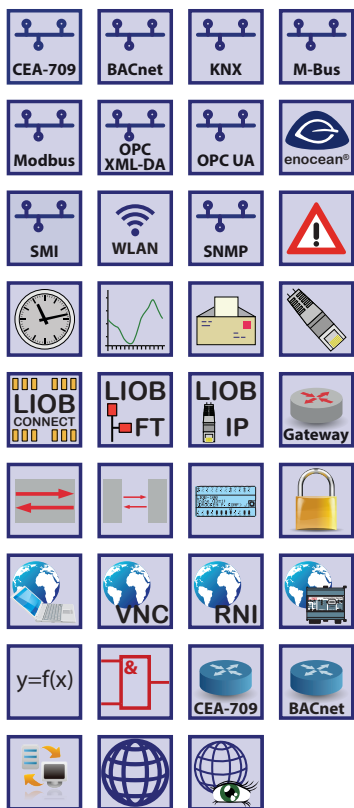 CEA-709
BACnet
KNX
M-Bus
Modbus
OPC
XML-DA
OPC UA
enocean®
SMI
WLAN
SNMP
LIOB
CONNECT
LIOB
FT
LIOB
IP
Gateway
VNC
RNI
y=f(x)
&
CEA-709
BACnet